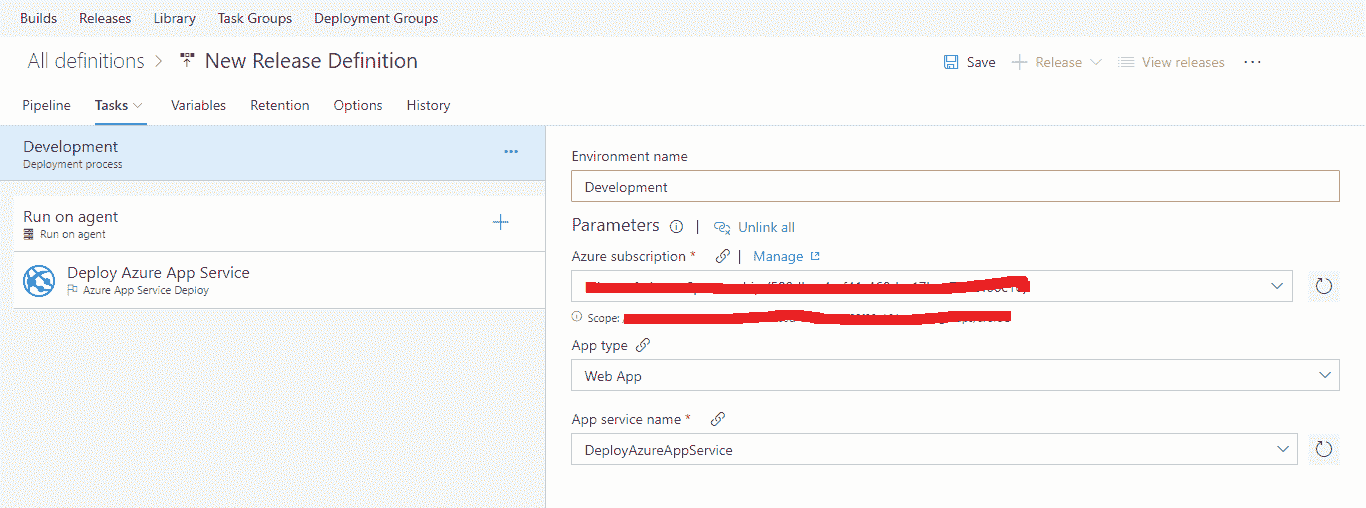 Builds Releases Library Task Groups Deployment Groups
All definitions > New Release Definition
Save Release View releases ...
Pipeline Tasks Variables Retention Options History
Development
Deployment process
Run on agent
Run on agent
Deploy Azure App Service
Azure App Service Deploy
Environment name
Development
Parameters | Unlink all
Azure subscription * | Manage
Scope:
App type
Web App
App service name *
DeployAzureAppService